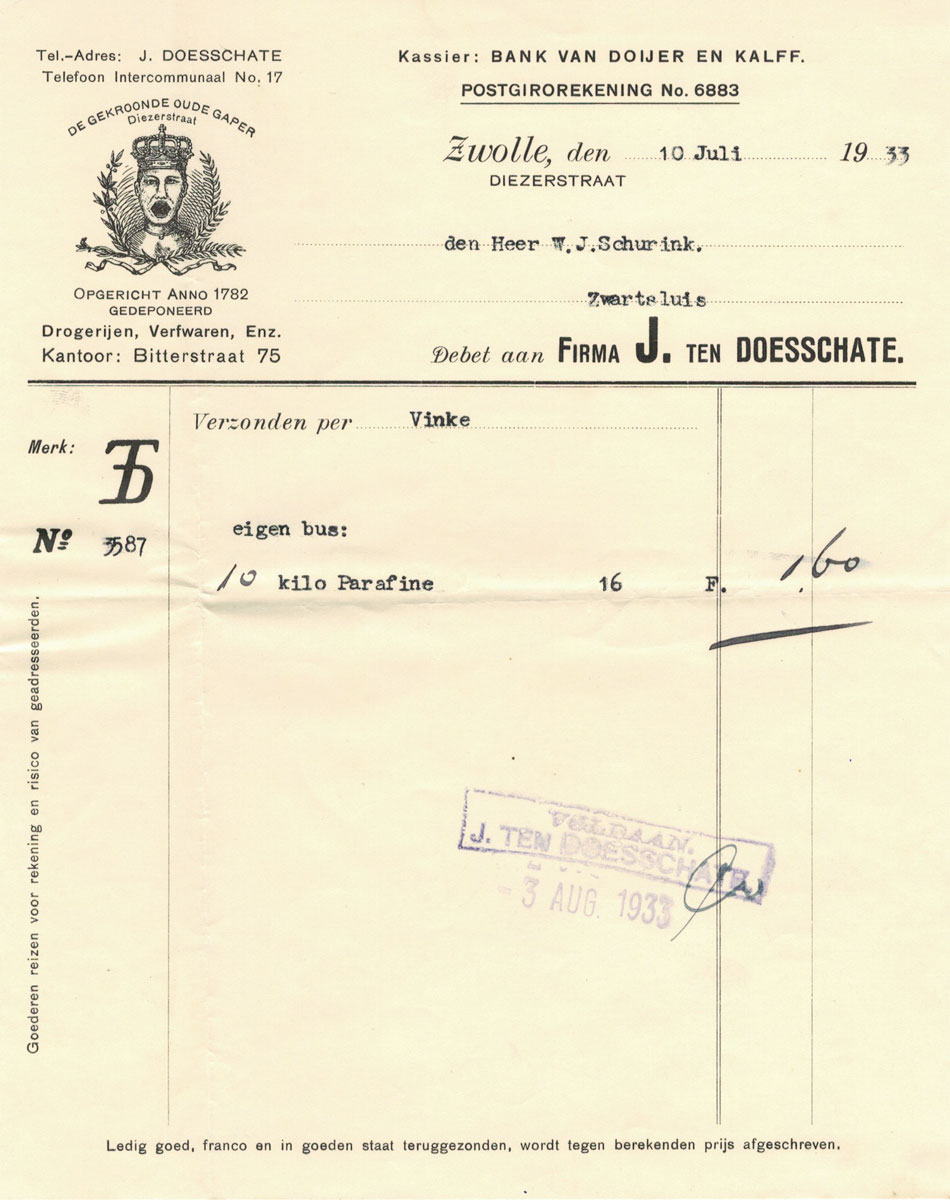 Tel.-Adres: J. DOESSCHATE
Telefoon Intercommunaal No. 17
DE GEKROONDE OUDE GAPER
Diezerstraat
OPGERICHT ANNO 1782
GEDEPONEERD
Drogerijen, Verfwaren, Enz.
Kantoor: Bitterstraat 75
Kassier: BANK VAN DOIJER EN KALFF.
POSTGIROREKENING No. 6883
Zwolle, den 10 Juli 1933
DIEZERSTRAAT
den Heer W.J.Schurink.
Zwartsluis
Debet aan FIRMA J. TEN DOESSCHATE.
Verzonden per Vinke
Merk:
No 3587
eigen bus:
10 kilo Parafine 16 F. 1.60
VOLDAAN.
J. TEN DOESSCHATE
- 3 AUG. 1933
Goederen reizen voor rekening en risico van geadresseerden.
Ledig goed, franco en in goeden staat teruggezonden, wordt tegen berekenden prijs afgeschreven.